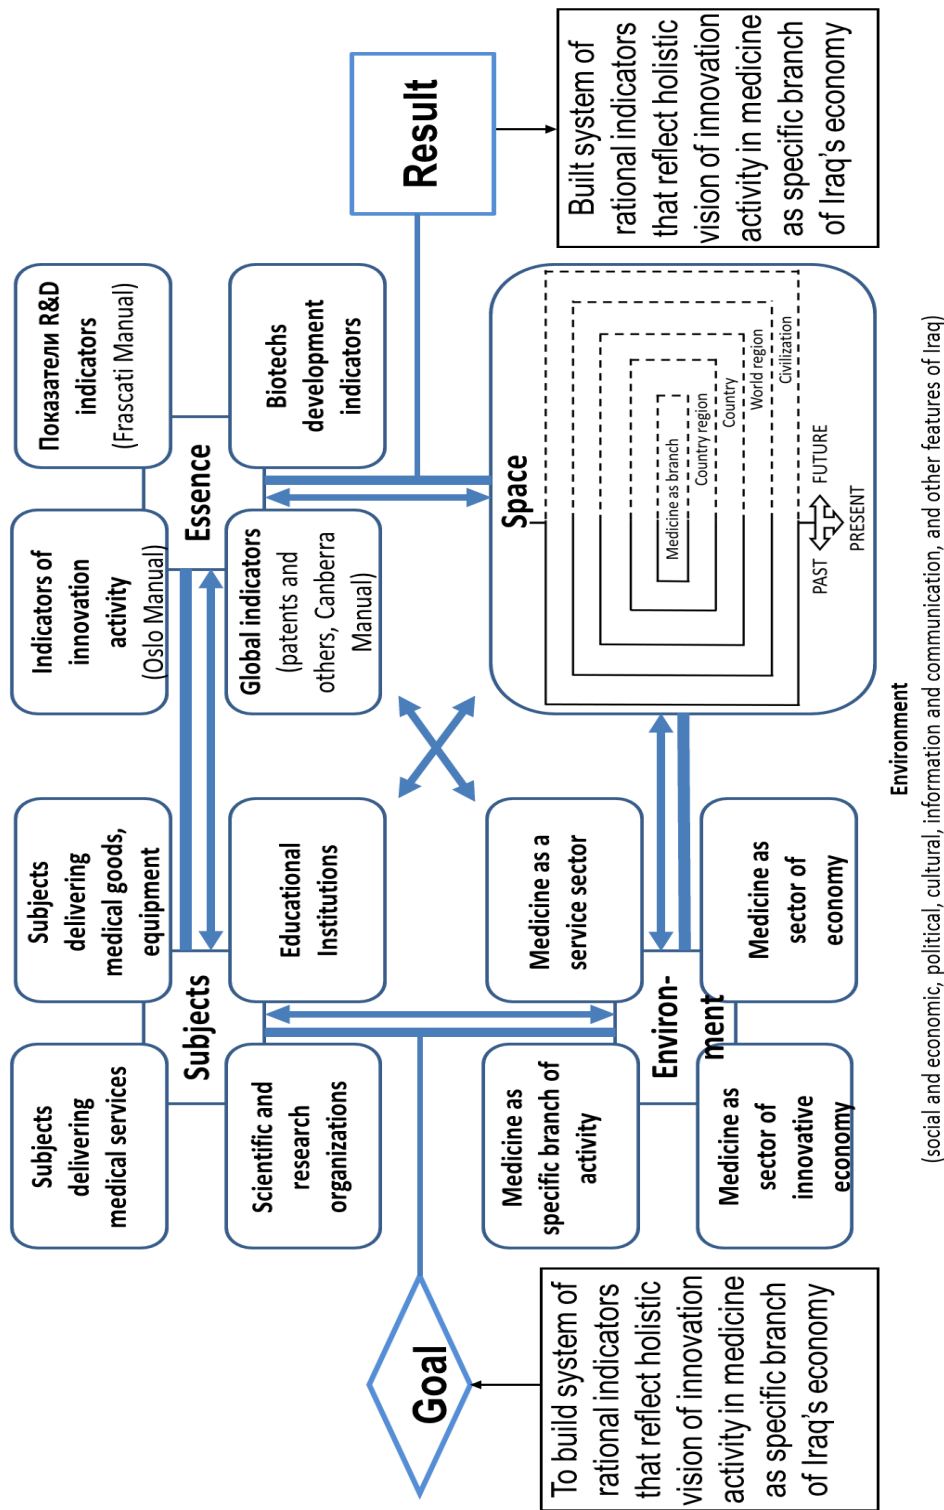 Goal
To build system of
rational indicators
that reflect holistic
vision of innovation
activity in medicine
as specific branch
of Iraq's economy
Subjects
delivering
medical services
Subjects
delivering
medical goods,
equipment
Subjects
Scientific and
research
organizations
Educational
Institutions
Medicine as
specific branch of
activity
Medicine as a
service sector
Environ-
ment
Medicine as
sector of
innovative
economy
Medicine as
sector of
economy
Indicators of
innovation
activity
(Oslo Manual)
Показатели R&D
indicators
(Frascati Manual)
Essence
Global indicators
(patents and
others, Canberra
Manual)
Biotechs
development
indicators
Space
Medicine as branch
Country region
Country
World region
Civilization
PAST
FUTURE
PRESENT
Result
Built system of
rational indicators
that reflect holistic
vision of innovation
activity in medicine
as specific branch
of Iraq's economy
Environment
(social and economic, political, cultural, information and communication, and other features of Iraq)